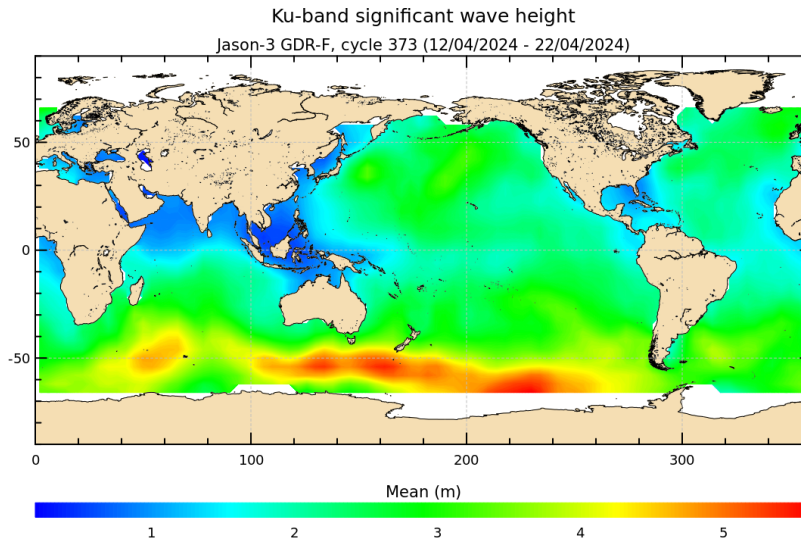 Ku-band significant wave height
Jason-3 GDR-F, cycle 373 (12/04/2024 - 22/04/2024)
50
0
-50
0 100 200 300
Mean (m)
1 2 3 4 5